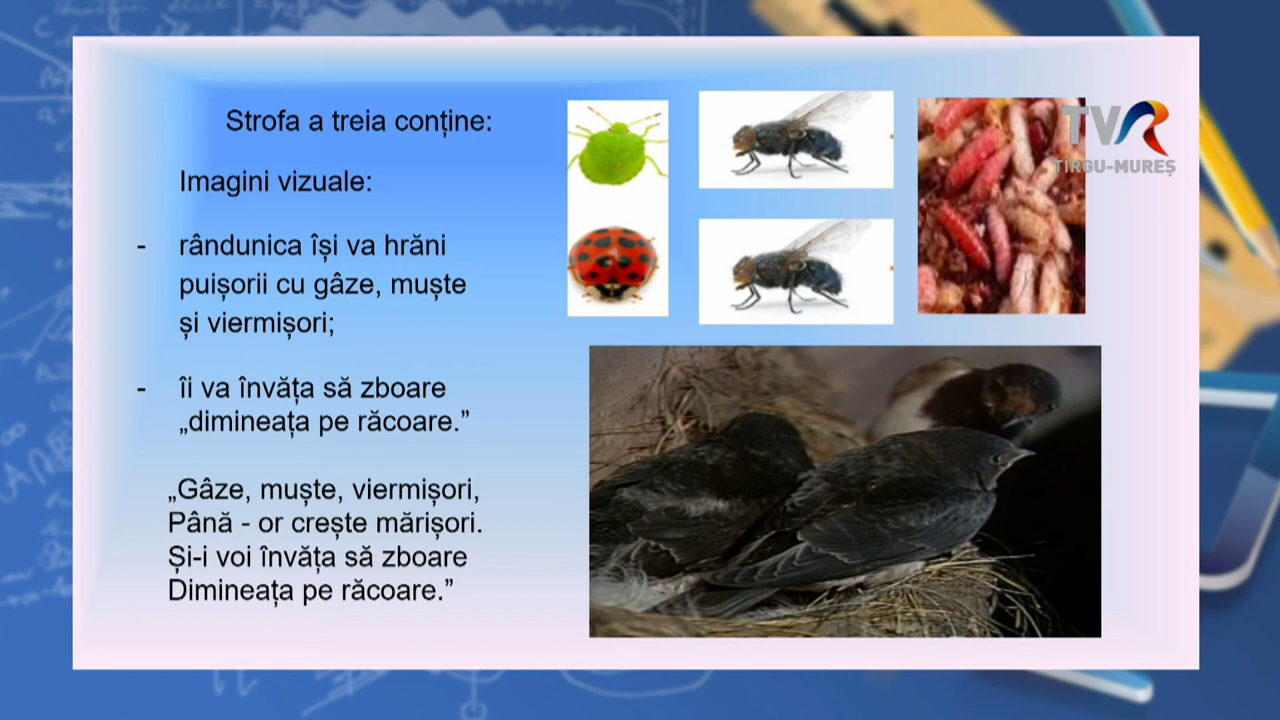 Strofa a treia conține:
Imagini vizuale:
- rândunica își va hrăni
puișorii cu gâze, muște
și viermișori;
- îi va învăța să zboare
„dimineața pe răcoare.”
„Gâze, muște, viermișori,
Până - or crește mărișori.
Și-i voi învăța să zboare
Dimineața pe răcoare.”
TVR
TÎRGU-MUREȘ